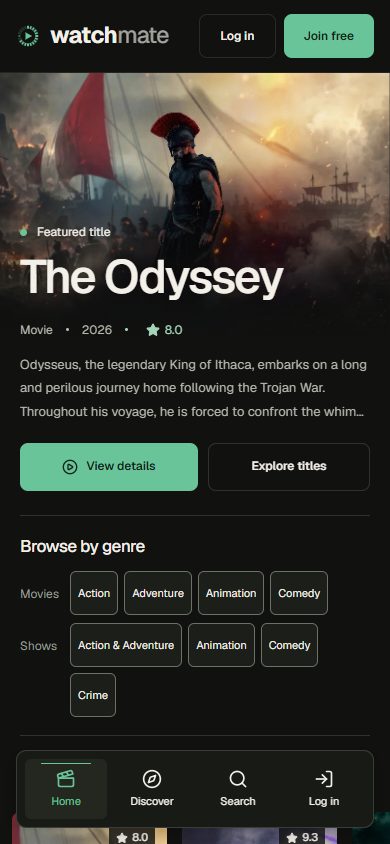 watchmate
Log in
Join free
Featured title
The Odyssey
Movie • 2026 • 8.0
Odysseus, the legendary King of Ithaca, embarks on a long
and perilous journey home following the Trojan War.
Throughout his voyage, he is forced to confront the whim...
View details
Explore titles
Browse by genre
Movies Action Adventure Animation Comedy
Shows Action & Adventure Animation Comedy
Crime
Home Discover Search Log in
8.0 9.3